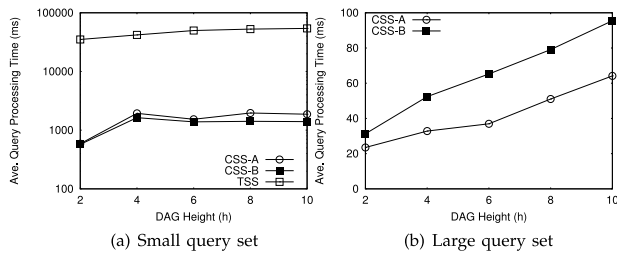 Ave. Query Processing Time (ms)
100000
10000
1000
100
2 4 6 8 10
DAG Height (h)
CSS-A
CSS-B
TSS
(a) Small query set
Ave. Query Processing Time (ms)
100
80
60
40
20
0
2 4 6 8 10
DAG Height (h)
CSS-A
CSS-B
(b) Large query set